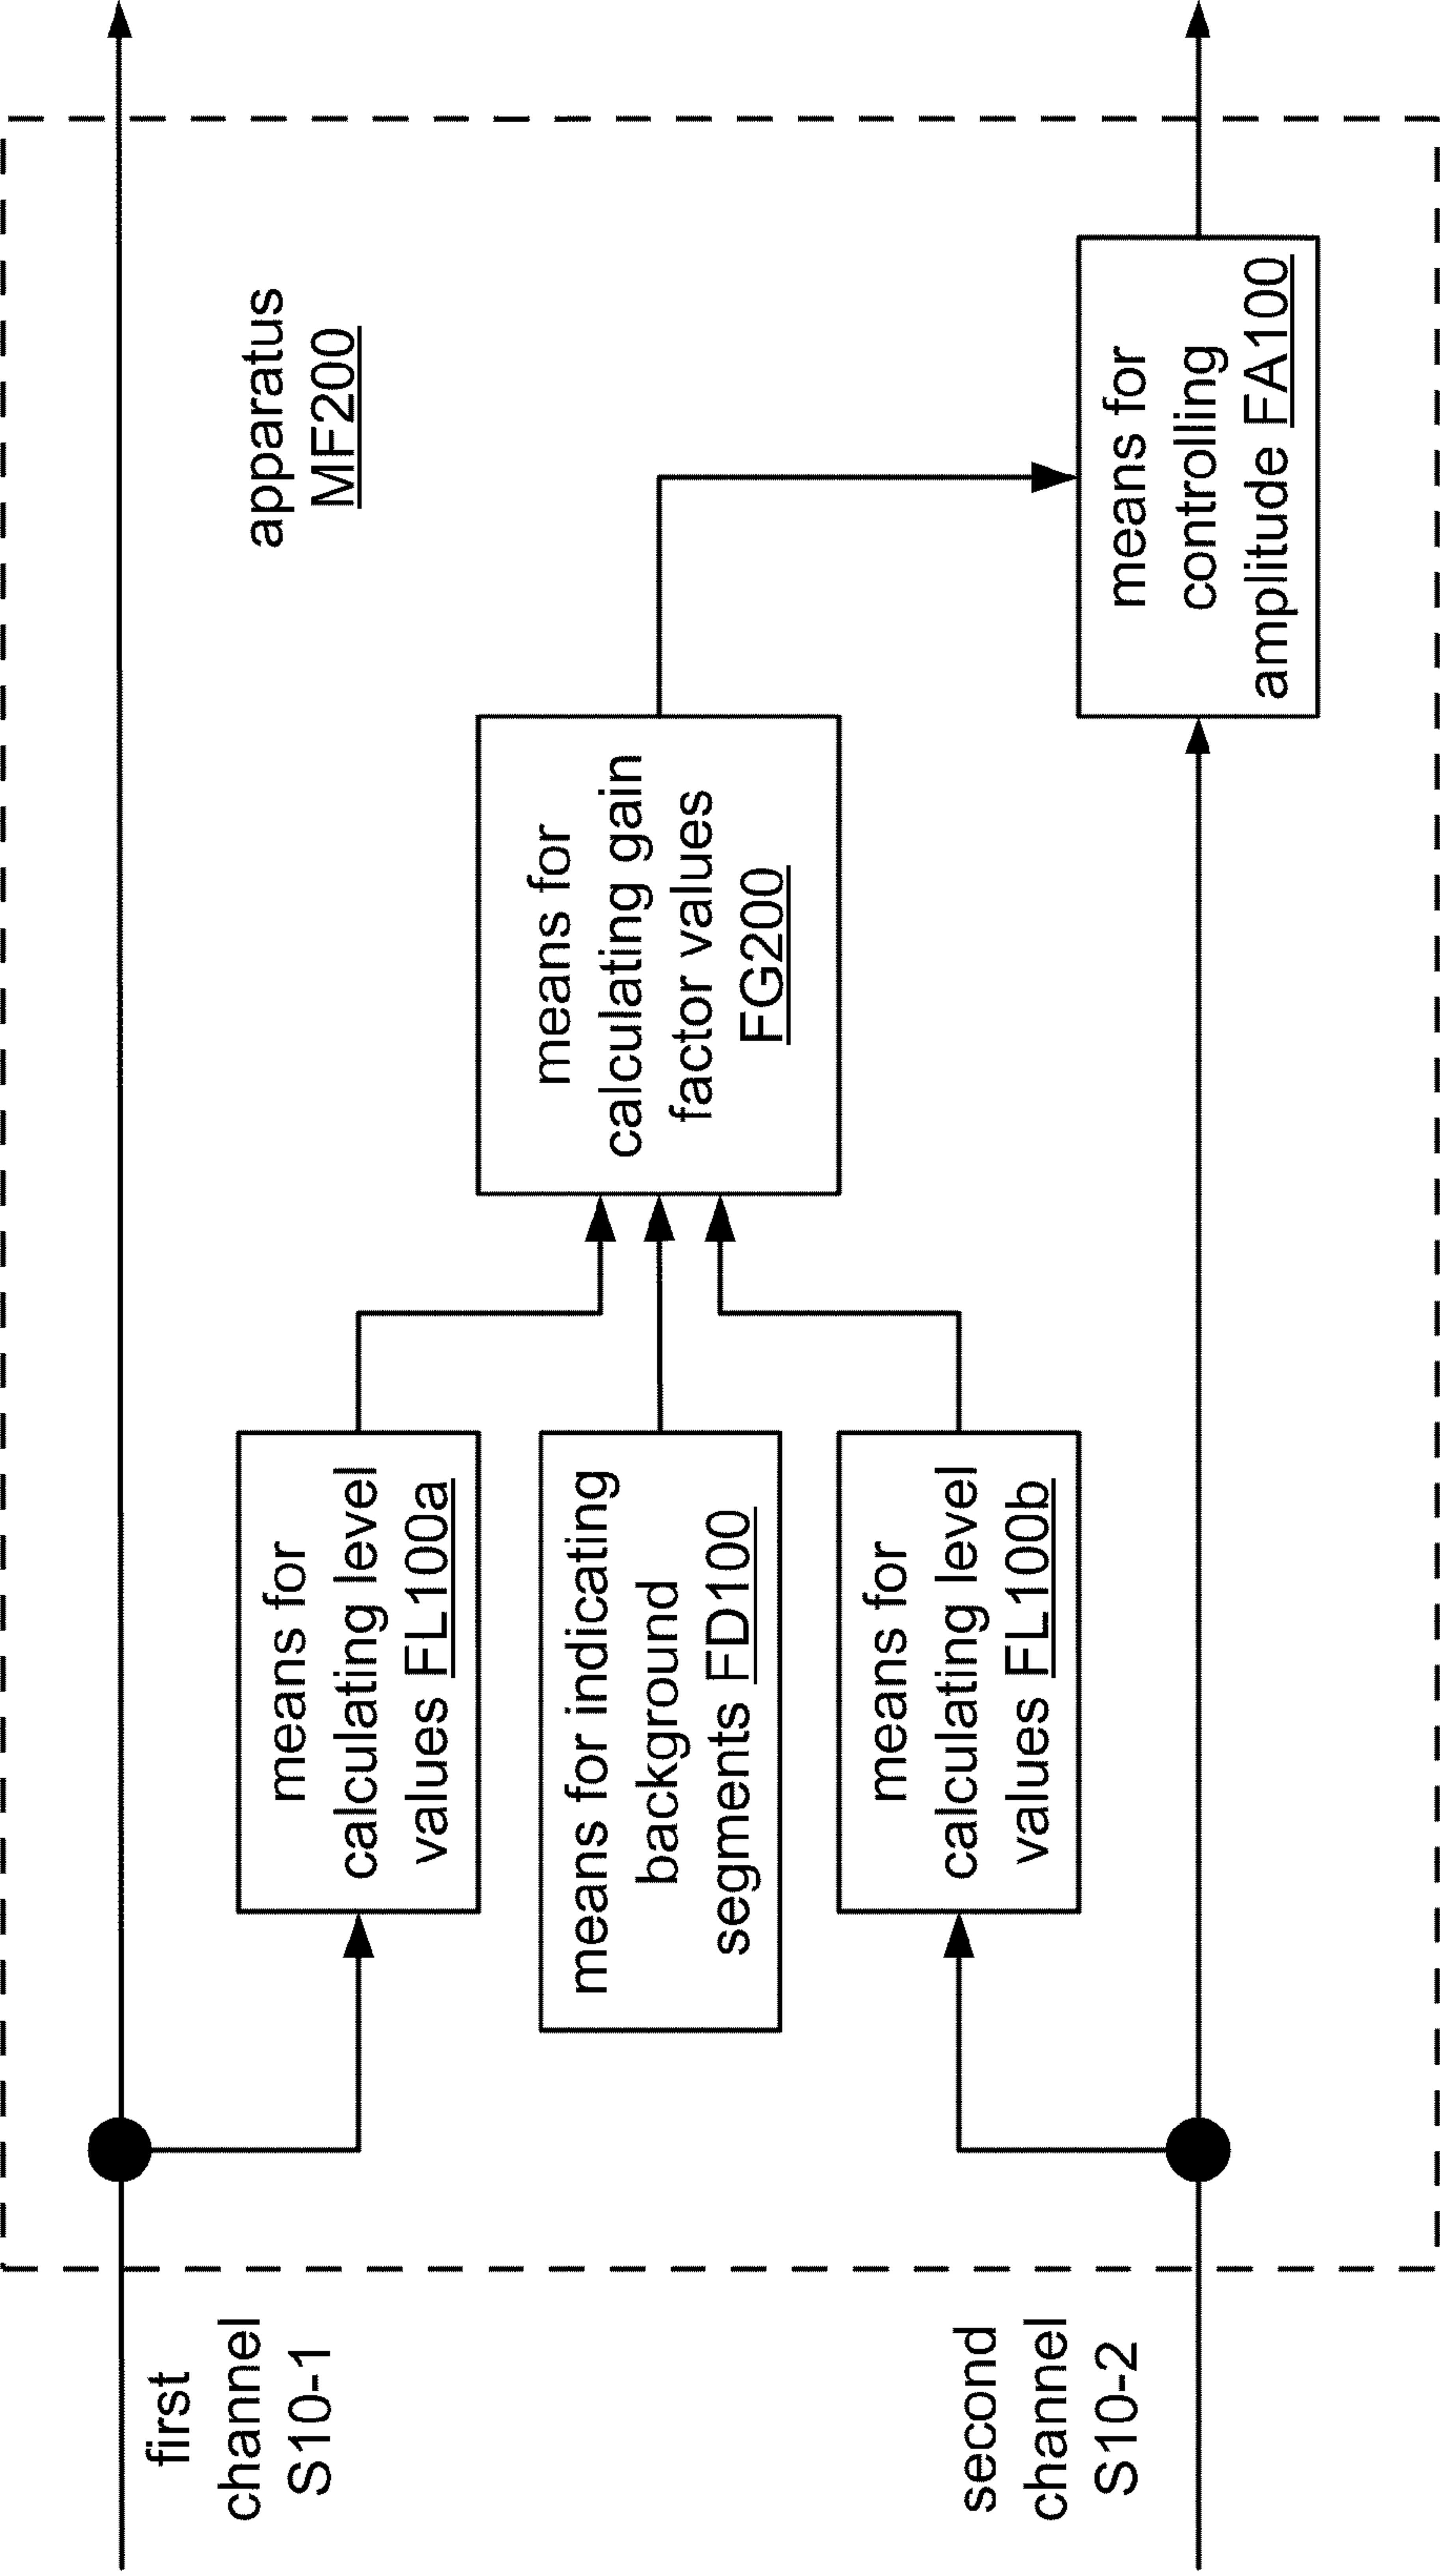 first
channel
S10-1
apparatus
MF200
means for
calculating level
values FL100a
means for indicating
background
segments FD100
means for
calculating level
values FL100b
means for
calculating gain
factor values
FG200
means for
controlling
amplitude FA100
second
channel
S10-2